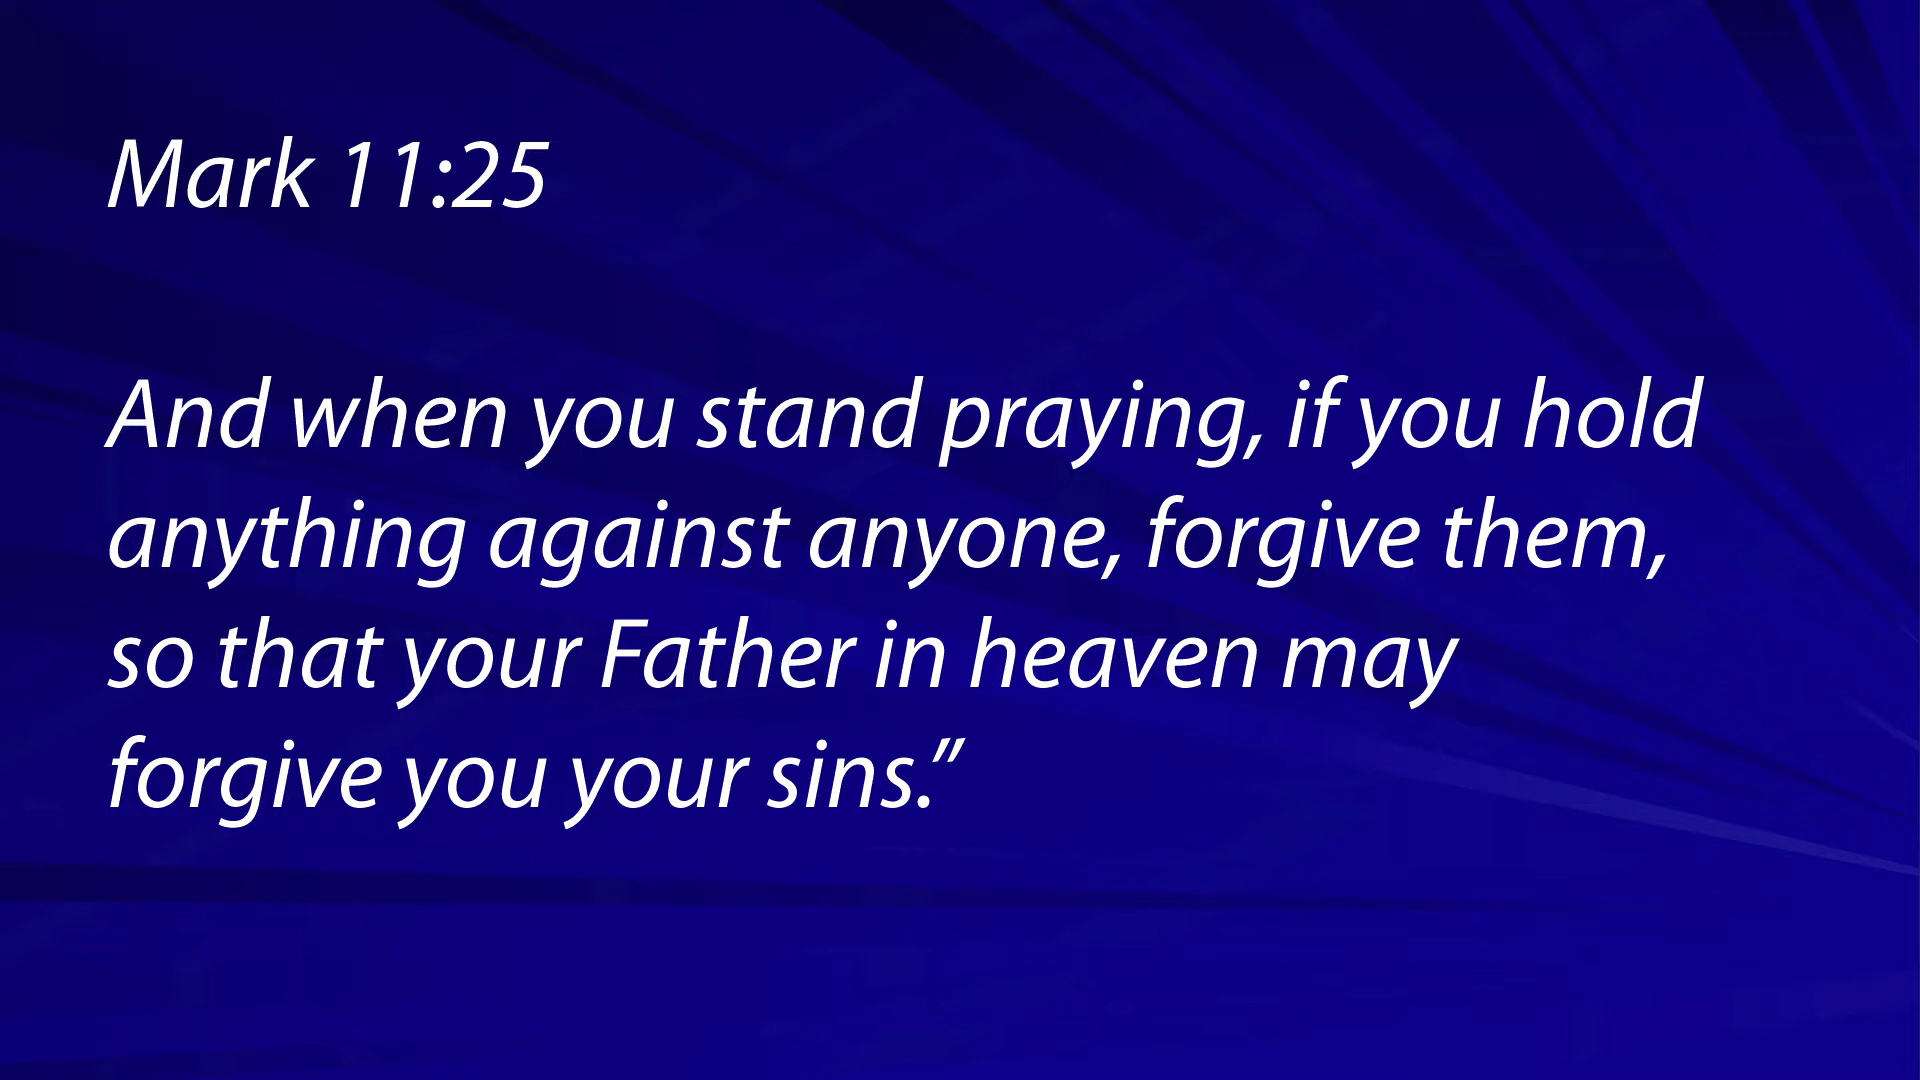 Mark 11:25
And when you stand praying, if you hold
anything against anyone, forgive them,
so that your Father in heaven may
forgive you your sins.”